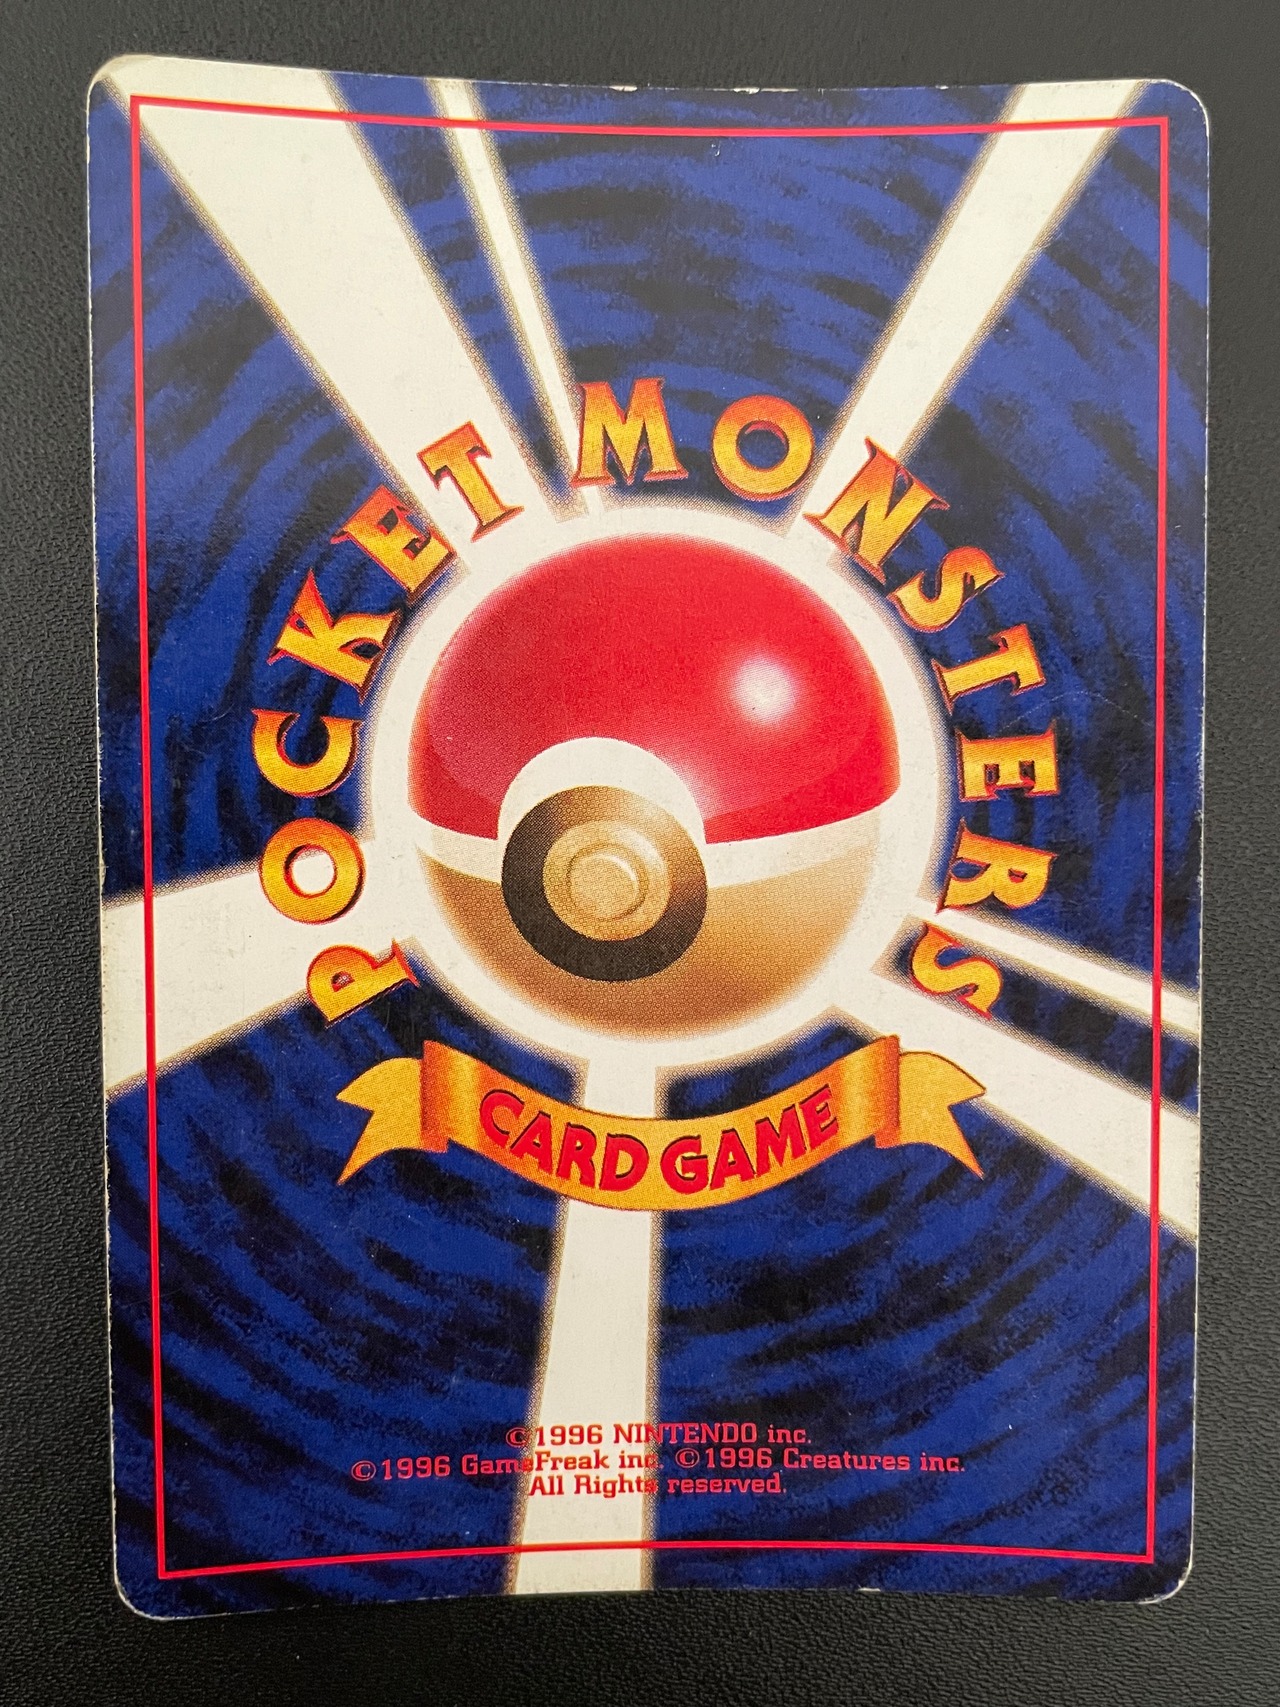 POCKET MONSTERS
CARD GAME
©1996 NINTENDO inc.
©1996 GameFreak inc. ©1996 Creatures inc.
All Rights reserved.